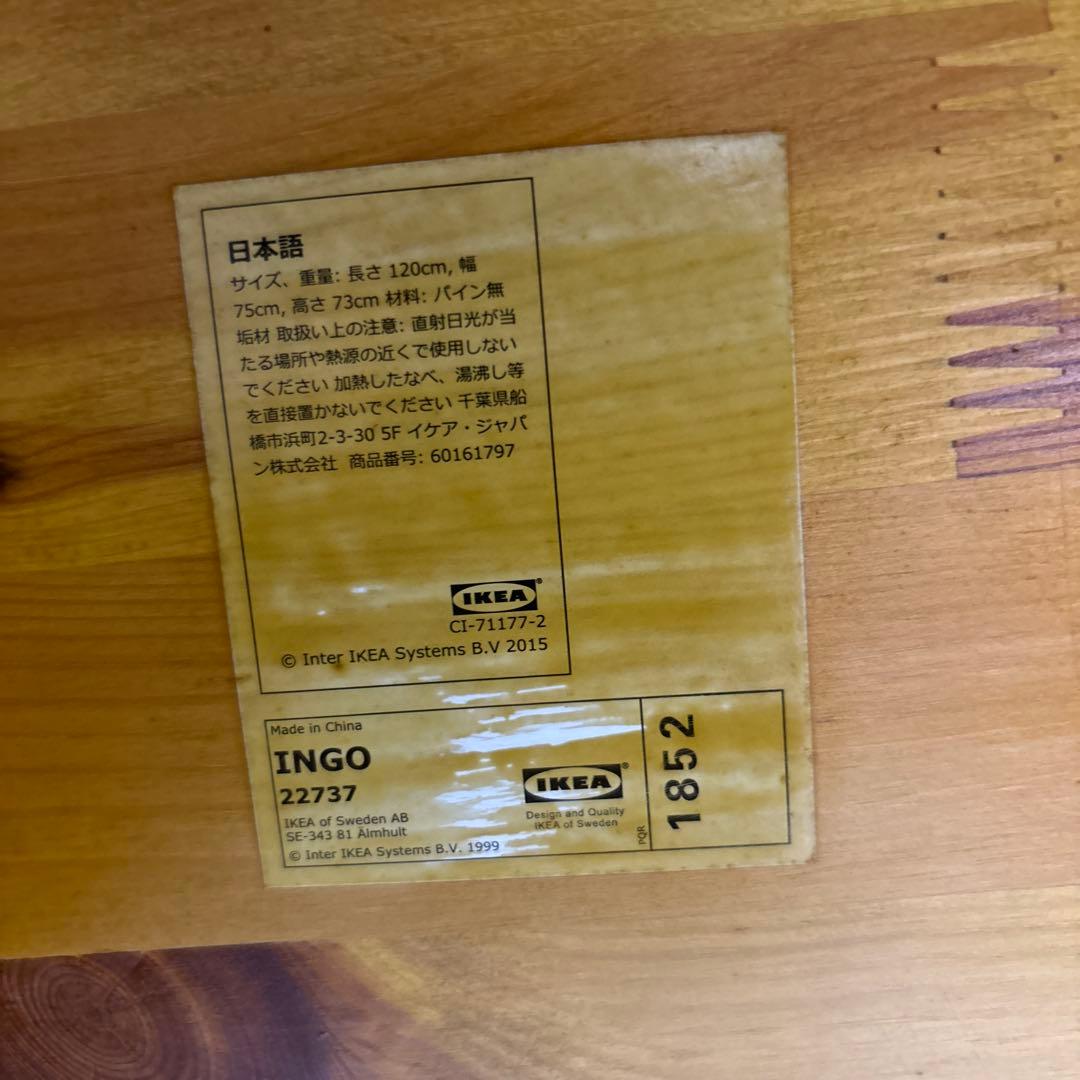 日本語
サイズ、重量: 長さ 120cm, 幅
75cm, 高さ 73cm 材料: パイン無
垢材 取扱い上の注意: 直射日光が当
たる場所や熱源の近くで使用しない
でください 加熱したなべ、湯沸し等
を直接置かないでください 千葉県船
橋市浜町2-3-30 5F イケア・ジャパ
ン株式会社 商品番号: 60161797
IKEA®
CI-71177-2
© Inter IKEA Systems B.V 2015
Made in China
INGO
22737
IKEA of Sweden AB
SE-343 81 Älmhult
© Inter IKEA Systems B.V. 1999
IKEA®
Design and Quality
IKEA of Sweden
PQR
1852